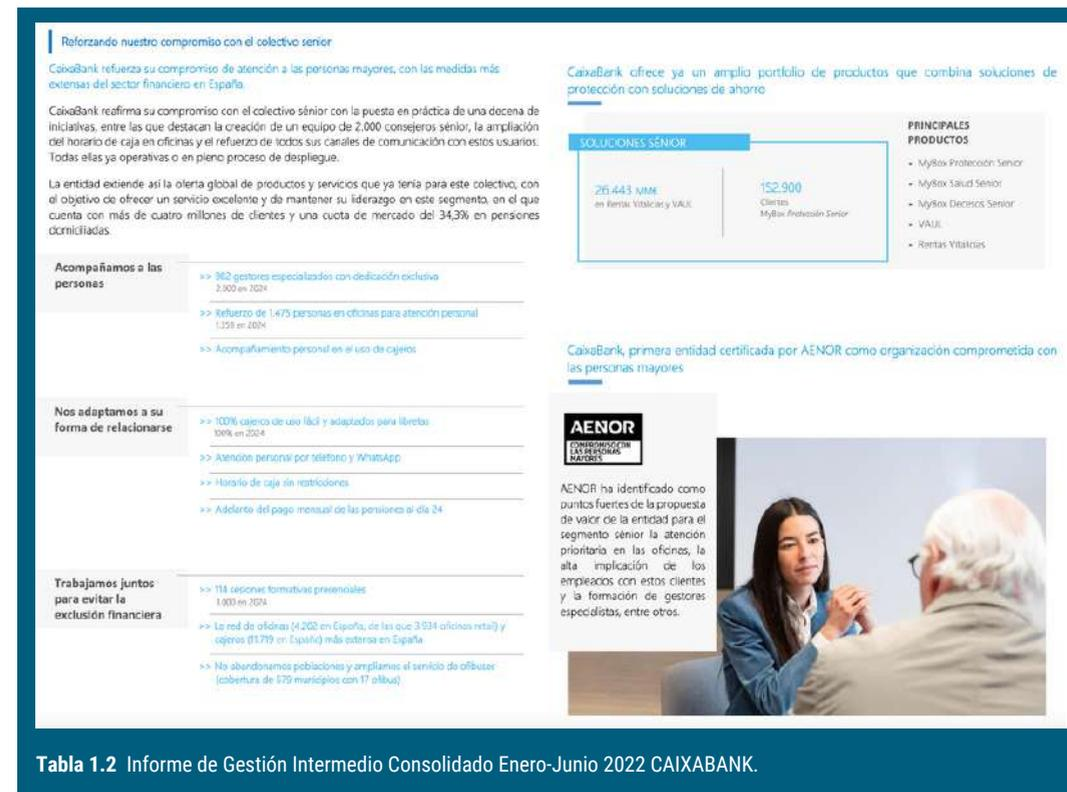 Reforzando nuestro compromiso con el colectivo senior
CaixaBank refuerza su compromiso de atención a las personas mayores, con las medidas más
extensas del sector financiero en España
CaixaBank reafirma su compromiso con el colectivo sénior con la puesta en práctica de una decena de
iniciativas, entre las que destacan la creación de un equipo de 2.000 consejeros sénior, la ampliación
del horario de caja en oficinas y el refuerzo de todos sus canales de comunicación con estos usuarios.
Todas ellas ya operativas o en pleno proceso de despliegue.
La entidad extiende así la oferta global de productos y servicios que ya tenía para este colectivo, con
el objetivo de ofrecer un servicio excelente y de mantener su liderazgo en este segmento, en el que
cuenta con más de cuatro millones de clientes y una cuota de mercado del 34,3% en pensiones
domiciliadas.
Acompañamos a las
personas
>> 982 gestores especializados con dedicación exclusiva
2.000 en 2024
>> Refuerzo de 1.475 personas en oficinas para atención personal
1.350 en 2024
>> Acompañamiento personal en el uso de cajeros
Nos adaptamos a su
forma de relacionarse
>> 100% cajeros de uso fácil y adaptados para libretas
100% en 2024
>> Atención personal por teléfono y WhatsApp
>> Horario de caja sin restricciones
>> Adelanto del pago mensual de las pensiones al día 24
Trabajamos juntos
para evitar la
exclusión financiera
>> 114 sesiones formativas presenciales
1.000 en 2024
>> La red de oficinas (4.202 en España, de las que 3.934 oficinas retail) y
cajeros (11.719 en España) más extensa en España
>> No abandonamos poblaciones y ampliamos el servicio de ofibuses
(cobertura de municipios con 17 ofibus)
CaixaBank ofrece ya un amplio portfolio de productos que combina soluciones de
protección con soluciones de ahorro
SOLUCIONES SÉNIOR
26.443 MM€
en Rentas Vitalicias y VAUL
152.900
Clientes
MyBox Protección Senior
PRINCIPALES
PRODUCTOS
• MyBox Protección Senior
• MyBox Salud Senior
• MyBox Decesos Senior
• VAUL
• Rentas Vitalicias
CaixaBank, primera entidad certificada por AENOR como organización comprometida con
las personas mayores
AENOR
COMPROMISO CON
LAS PERSONAS
MAYORES
AENOR ha identificado como
puntos fuertes de la propuesta
de valor de la entidad para el
segmento sénior la atención
prioritaria en las oficinas, la
alta implicación de los
empleados con estos clientes
y la formación de gestores
especialistas, entre otros.
Tabla 1.2 Informe de Gestión Intermedio Consolidado Enero-Junio 2022 CAIXABANK.